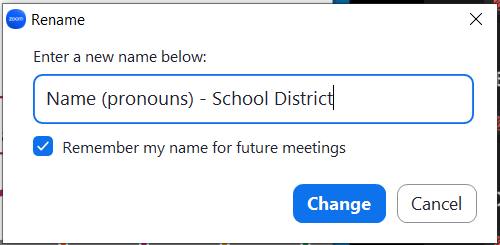 zoom Rename
Enter a new name below:
Name (pronouns) - School District
Remember my name for future meetings
Change Cancel